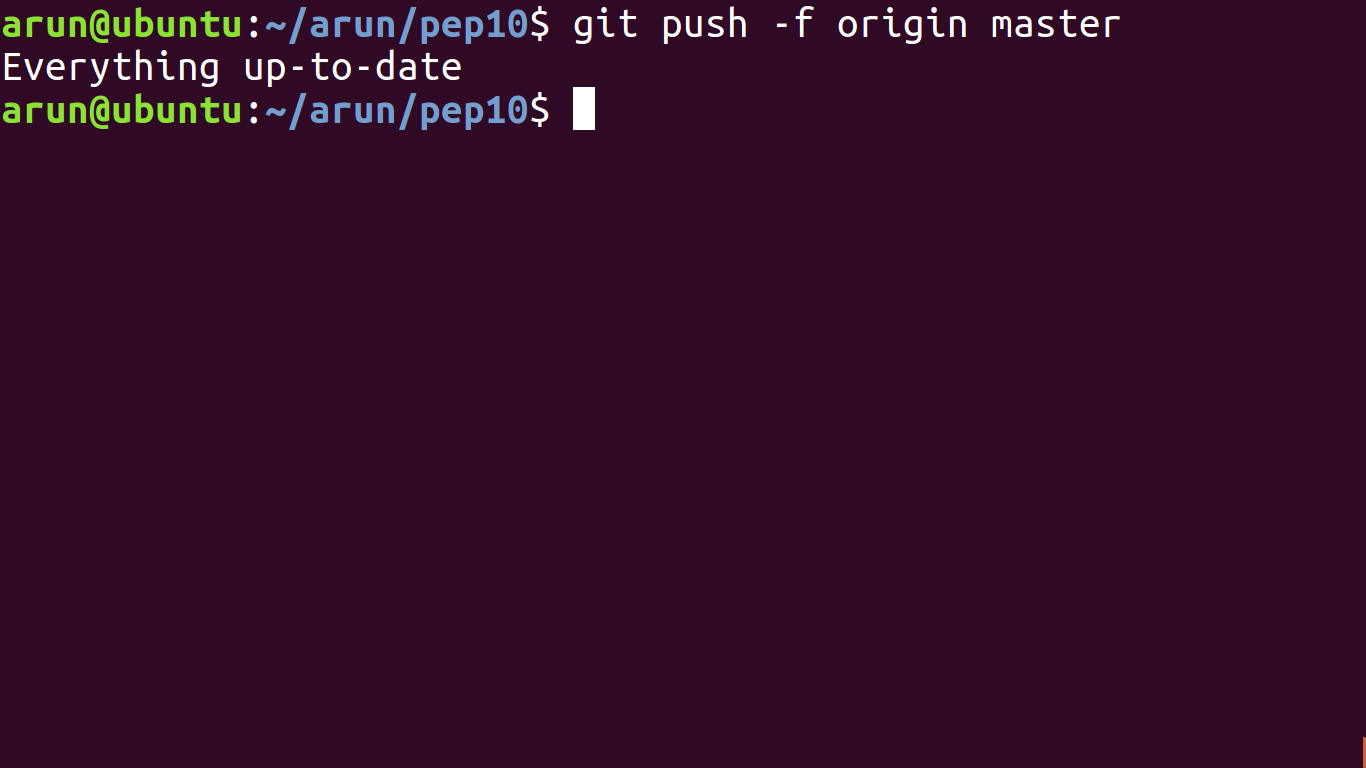 arun@ubuntu:~/arun/pep10$ git push -f origin master
Everything up-to-date
arun@ubuntu:~/arun/pep10$